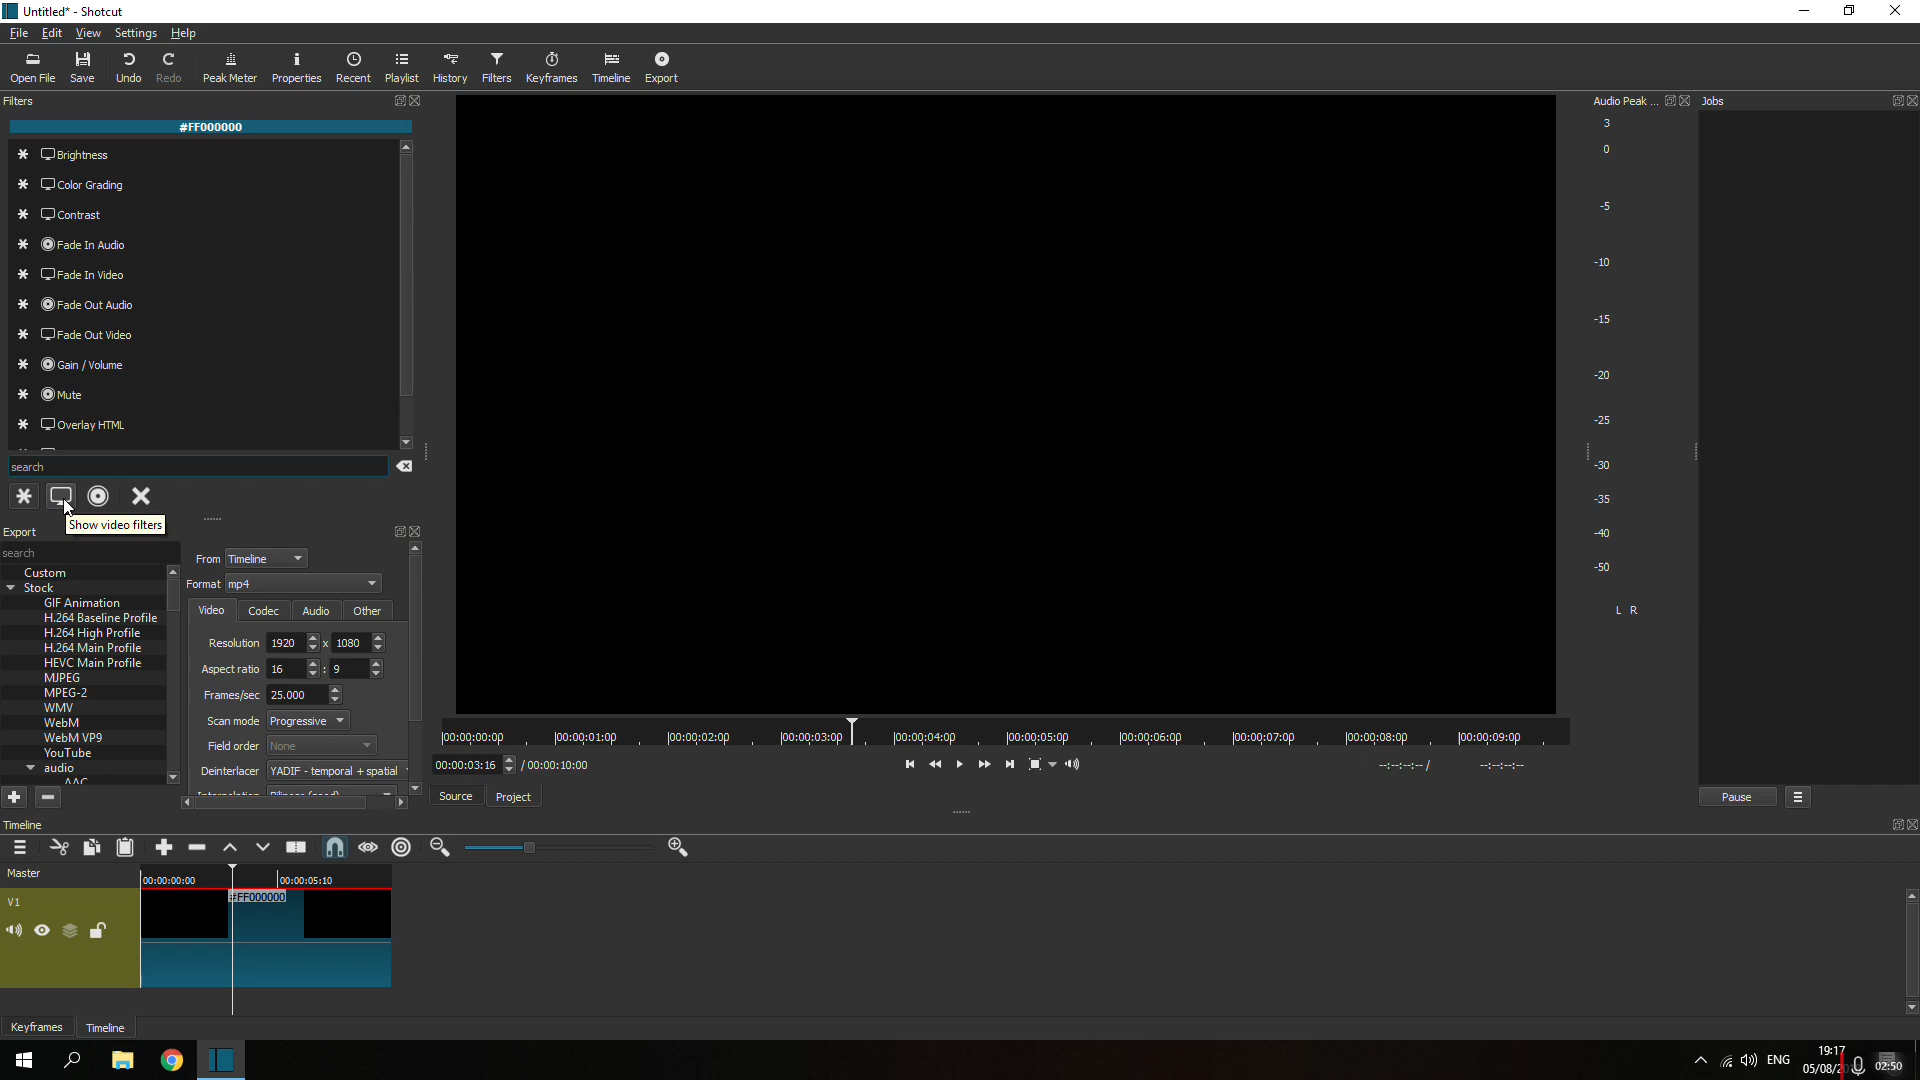 Untitled* - Shotcut
File Edit View Settings Help
Open File Save Undo Redo Peak Meter Properties Recent Playlist History Filters Keyframes Timeline Export
Filters
#FF000000
Brightness
Color Grading
Contrast
Fade In Audio
Fade In Video
Fade Out Audio
Fade Out Video
Gain / Volume
Mute
Overlay HTML
search
Show video filters
Export
search
Custom
Stock
GIF Animation
H.264 Baseline Profile
H.264 High Profile
H.264 Main Profile
HEVC Main Profile
MJPEG
MPEG-2
WMV
WebM
WebM VP9
YouTube
audio
AAC
From Timeline
Format mp4
Video Codec Audio Other
Resolution 1920 x 1080
Aspect ratio 16 : 9
Frames/sec 25.000
Scan mode Progressive
Field order None
Deinterlacer YADIF - temporal + spatial
Interpolation Bilinear (good)
00:00:00:00 00:00:01:00 00:00:02:00 00:00:03:00 00:00:04:00 00:00:05:00 00:00:06:00 00:00:07:00 00:00:08:00 00:00:09:00
00:00:03:16 / 00:00:10:00
--:--:--:-- / --:--:--:--
Source Project
Audio Peak ...
3
0
-5
-10
-15
-20
-25
-30
-35
-40
-50
L R
Jobs
Pause
Timeline
Master
00:00:00:00 00:00:05:10
V1
#FF000000
Keyframes Timeline
ENG
19:17
05/08/2
02:50